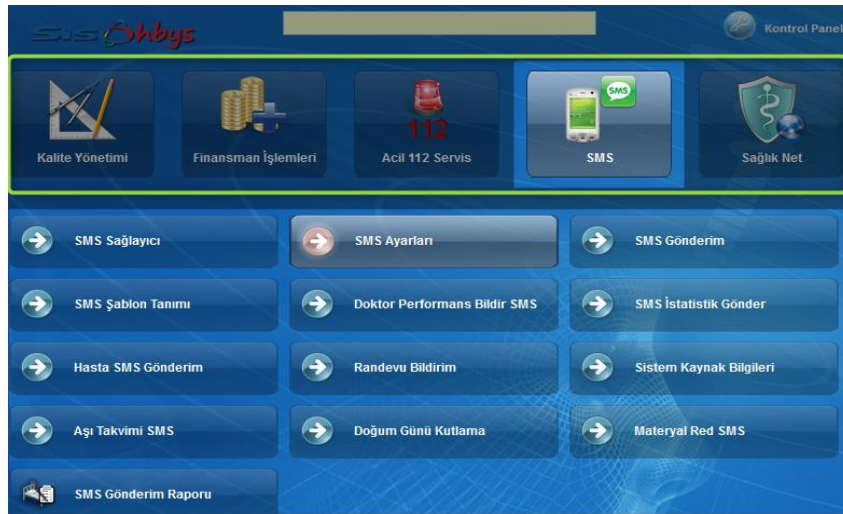 SisOhbys
Kontrol Panel
Kalite Yönetimi
Finansman İşlemleri
112
Acil 112 Servis
SMS
SMS
Sağlık Net
SMS Sağlayıcı
SMS Ayarları
SMS Gönderim
SMS Şablon Tanımı
Doktor Performans Bildir SMS
SMS İstatistik Gönder
Hasta SMS Gönderim
Randevu Bildirim
Sistem Kaynak Bilgileri
Aşı Takvimi SMS
Doğum Günü Kutlama
Materyal Red SMS
SMS Gönderim Raporu